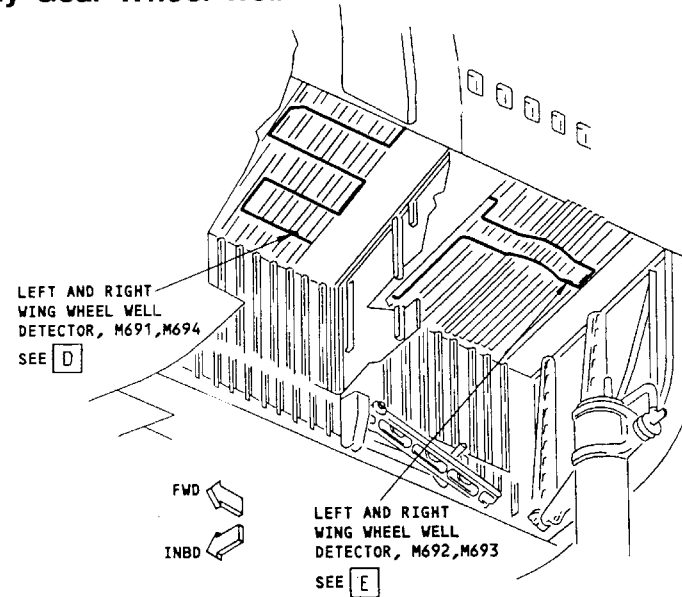 LEFT AND RIGHT
WING WHEEL WELL
DETECTOR, M691,M694
SEE D
FWD
INBD
LEFT AND RIGHT
WING WHEEL WELL
DETECTOR, M692,M693
SEE E